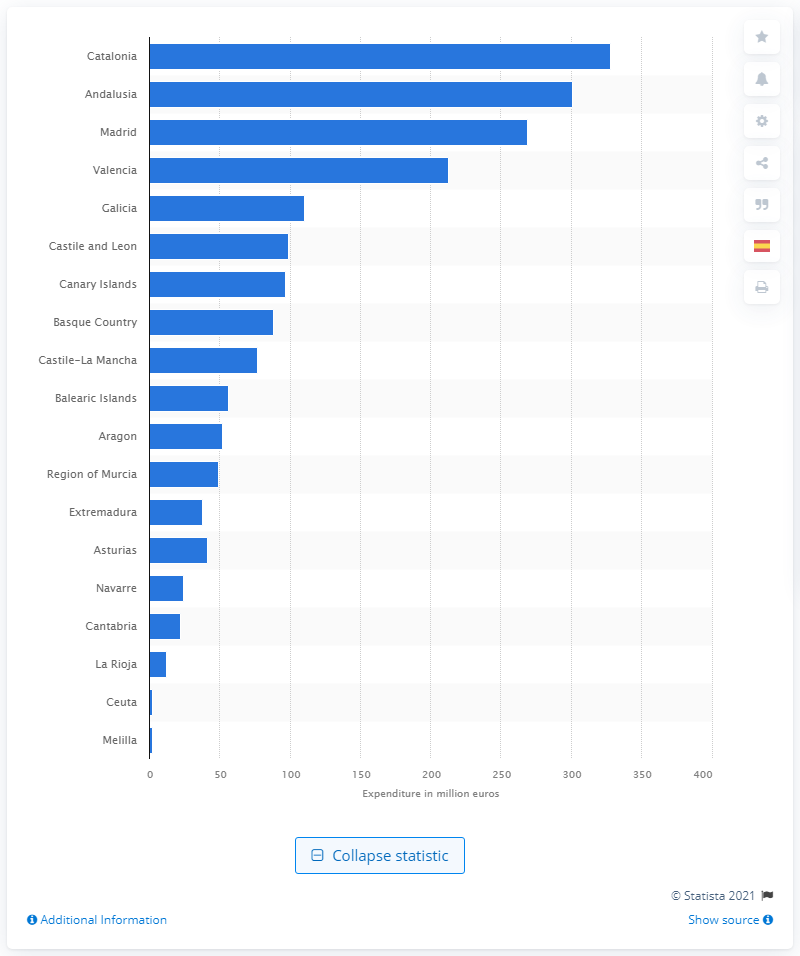 Catalonia
Andalusia
Madrid
Valencia
Galicia
Castile and Leon
Canary Islands
Basque Country
Castile-La Mancha
Balearic Islands
Aragon
Region of Murcia
Extremadura
Asturias
Navarre
Cantabria
La Rioja
Ceuta
Melilla
0 50 100 150 200 250 300 350 400
Expenditure in million euros
Collapse statistic
© Statista 2021
Additional Information Show source